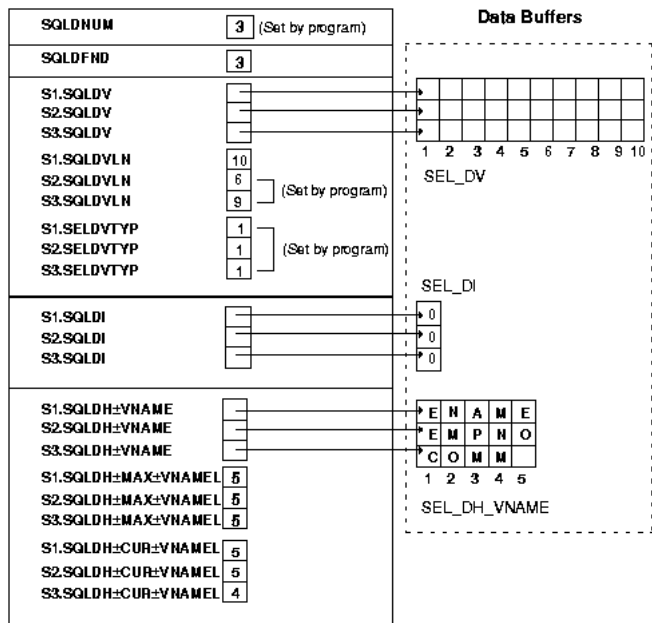 Data Buffers
SQLDNUM 3 (Set by program)
SQLDFND 3
S1.SQLDV
S2.SQLDV
S3.SQLDV
1 2 3 4 5 6 7 8 9 10
SEL_DV
S1.SQLDVLN 10
S2.SQLDVLN 6
S3.SQLDVLN 9
(Set by program)
S1.SELDVTYP 1
S2.SELDVTYP 1
S3.SELDVTYP 1
(Set by program)
SEL_DI
S1.SQLDI 0
S2.SQLDI 0
S3.SQLDI 0
S1.SQLDH±VNAME E N A M E
S2.SQLDH±VNAME E M P N O
S3.SQLDH±VNAME C O M M
1 2 3 4 5
SEL_DH_VNAME
S1.SQLDH±MAX±VNAMEL 5
S2.SQLDH±MAX±VNAMEL 5
S3.SQLDH±MAX±VNAMEL 5
S1.SQLDH±CUR±VNAMEL 5
S2.SQLDH±CUR±VNAMEL 5
S3.SQLDH±CUR±VNAMEL 4